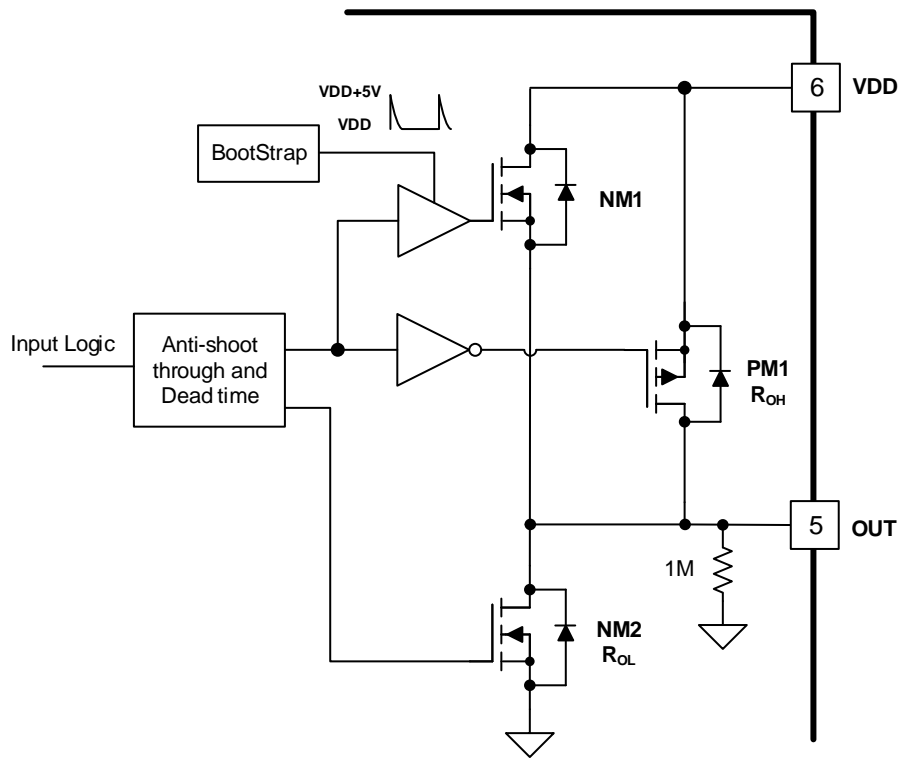 6
VDD
VDD+5V
VDD
BootStrap
NM1
Input Logic
Anti-shoot
through and
Dead time
PM1
ROH
5
OUT
1M
NM2
ROL